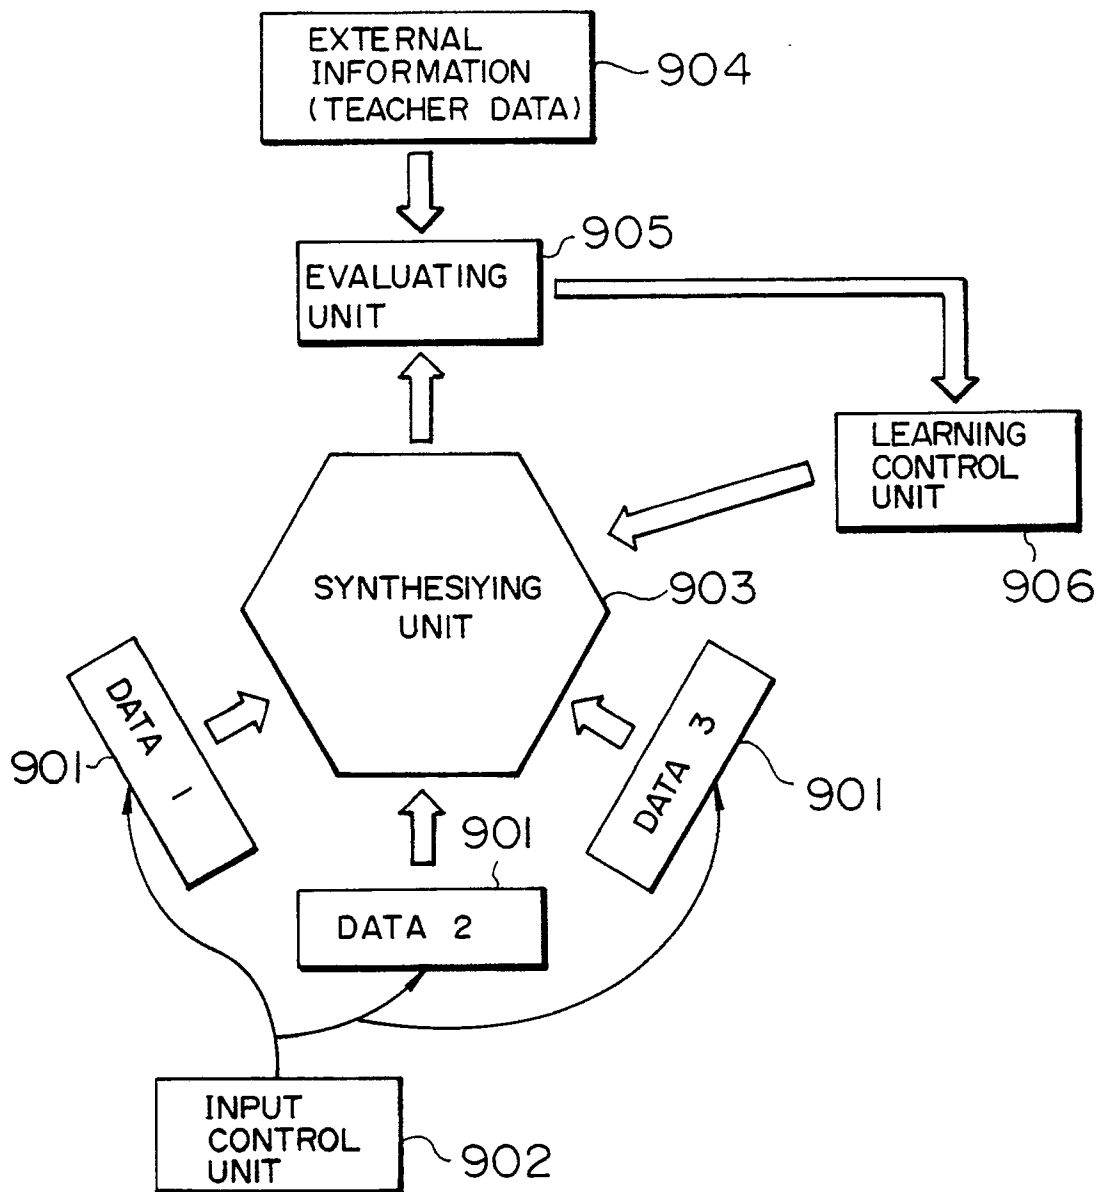 EXTERNAL
INFORMATION
(TEACHER DATA)
904
905
EVALUATING
UNIT
LEARNING
CONTROL
UNIT
906
SYNTHESIYING
UNIT
903
DATA 1
901
DATA 3
901
901
DATA 2
INPUT
CONTROL
UNIT
902